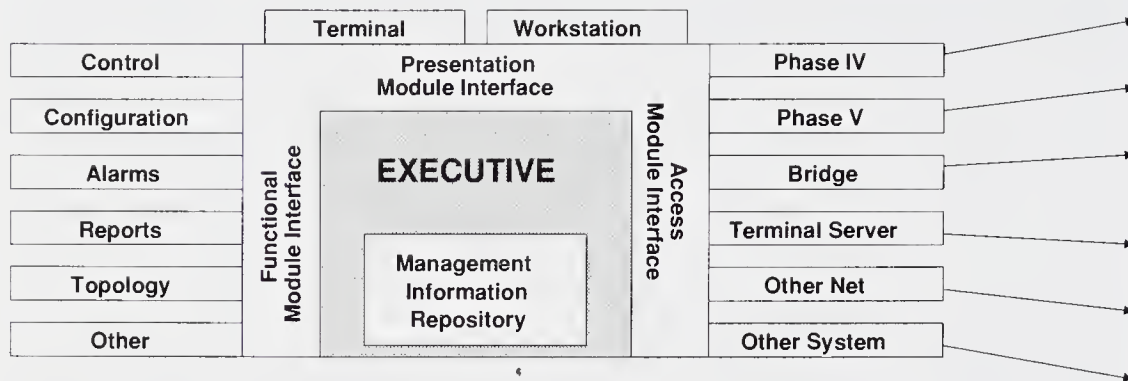 Terminal
Workstation
Control
Configuration
Alarms
Reports
Topology
Other
Presentation
Module Interface
Functional
Module Interface
EXECUTIVE
Management
Information
Repository
Access
Module Interface
Phase IV
Phase V
Bridge
Terminal Server
Other Net
Other System